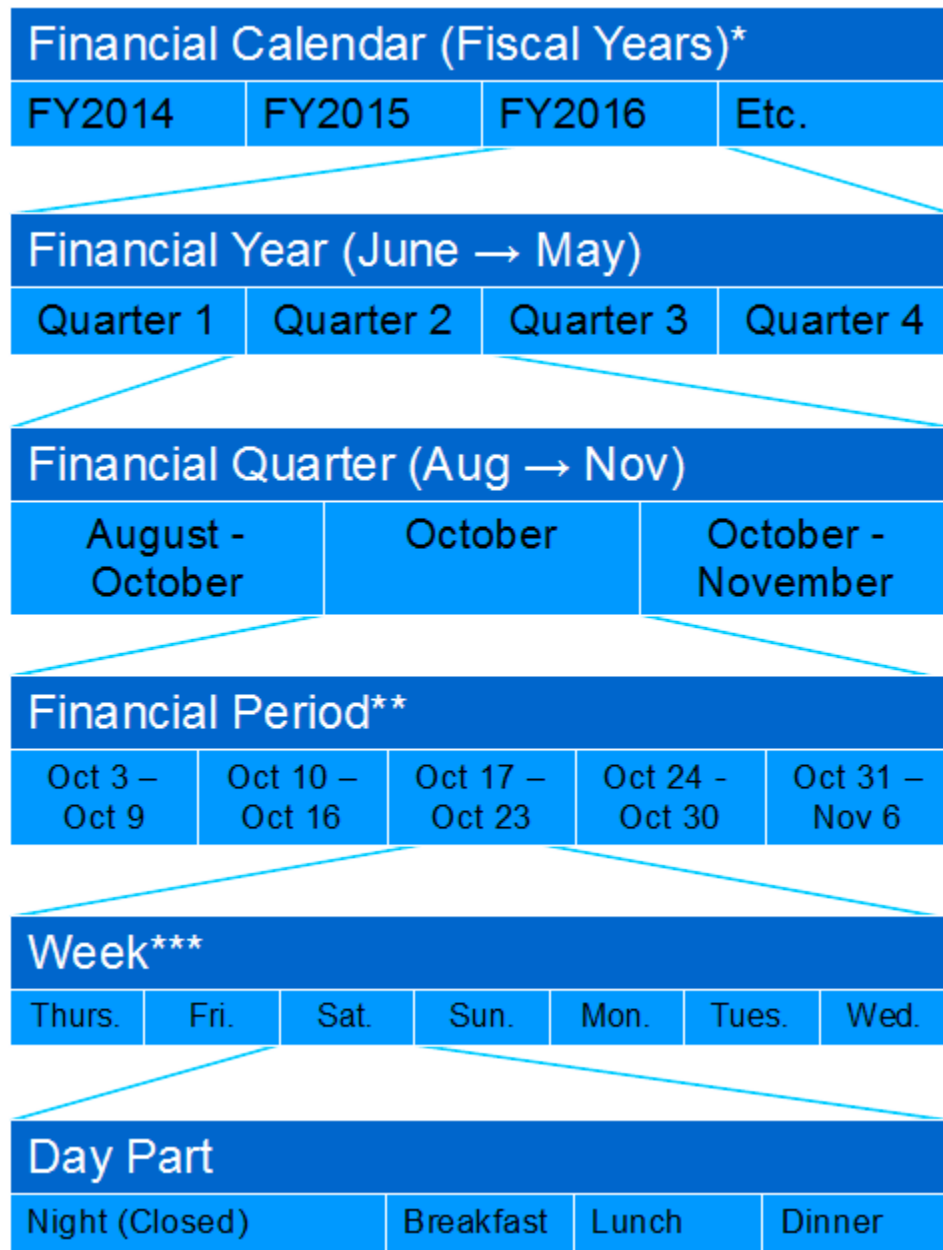 Financial Calendar (Fiscal Years)*
FY2014 FY2015 FY2016 Etc.
Financial Year (June → May)
Quarter 1 Quarter 2 Quarter 3 Quarter 4
Financial Quarter (Aug → Nov)
August - October October -
October November
Financial Period**
Oct 3 – Oct 10 – Oct 17 – Oct 24 - Oct 31 –
Oct 9 Oct 16 Oct 23 Oct 30 Nov 6
Week***
Thurs. Fri. Sat. Sun. Mon. Tues. Wed.
Day Part
Night (Closed) Breakfast Lunch Dinner